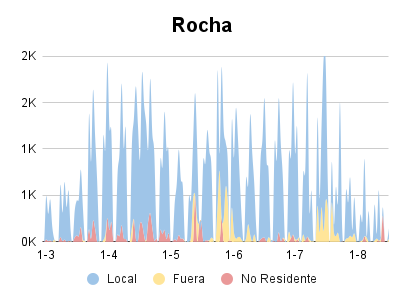 Rocha
2K
2K
1K
1K
0K
1-3 1-4 1-5 1-6 1-7 1-8
Local Fuera No Residente